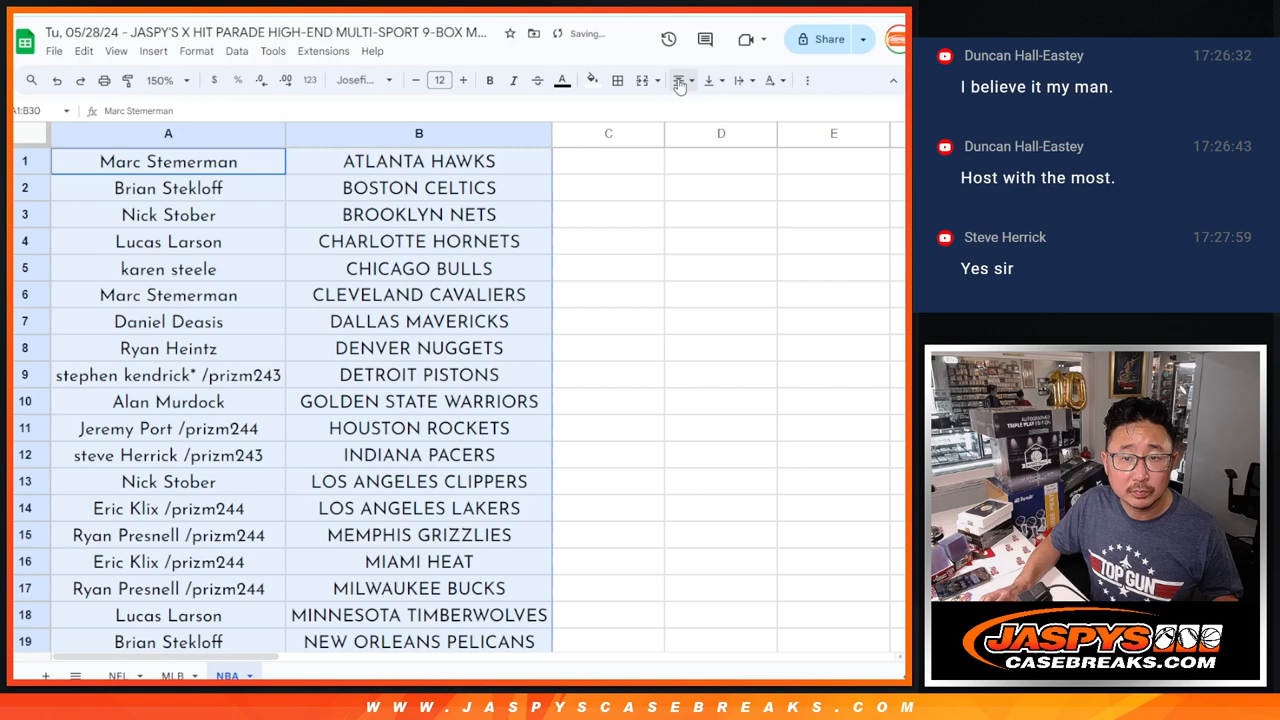 Tu, 05/28/24 - JASPY'S X HIT PARADE HIGH-END MULTI-SPORT 9-BOX M...
Saving...
File Edit View Insert Format Data Tools Extensions Help
Share
150% $ % .0 .00 123 Josefi... 12 B I A
A1:B30 fx Marc Stemerman
A B C D E
1 Marc Stemerman ATLANTA HAWKS
2 Brian Stekloff BOSTON CELTICS
3 Nick Stober BROOKLYN NETS
4 Lucas Larson CHARLOTTE HORNETS
5 karen steele CHICAGO BULLS
6 Marc Stemerman CLEVELAND CAVALIERS
7 Daniel Deasis DALLAS MAVERICKS
8 Ryan Heintz DENVER NUGGETS
9 stephen kendrick* /prizm243 DETROIT PISTONS
10 Alan Murdock GOLDEN STATE WARRIORS
11 Jeremy Port /prizm244 HOUSTON ROCKETS
12 steve Herrick /prizm243 INDIANA PACERS
13 Nick Stober LOS ANGELES CLIPPERS
14 Eric Klix /prizm244 LOS ANGELES LAKERS
15 Ryan Presnell /prizm244 MEMPHIS GRIZZLIES
16 Eric Klix /prizm244 MIAMI HEAT
17 Ryan Presnell /prizm244 MILWAUKEE BUCKS
18 Lucas Larson MINNESOTA TIMBERWOLVES
19 Brian Stekloff NEW ORLEANS PELICANS
NFL MLB NBA
Duncan Hall-Eastey 17:26:32
I believe it my man.
Duncan Hall-Eastey 17:26:43
Host with the most.
Steve Herrick 17:27:59
Yes sir
10
AUTOGRAPHED
TRIPLE PLAY EDITION
TOP GUN
JASPYS
CASEBREAKS.COM
WWW.JASPYSCASEBREAKS.COM